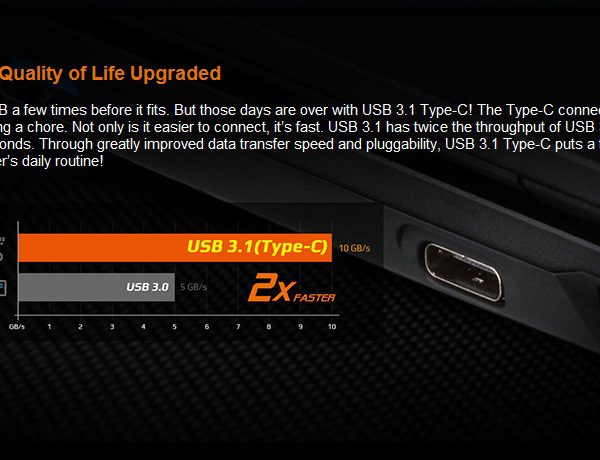 Quality of Life Upgraded
B a few times before it fits. But those days are over with USB 3.1 Type-C! The Type-C connec
ng a chore. Not only is it easier to connect, it's fast. USB 3.1 has twice the throughput of USB
onds. Through greatly improved data transfer speed and pluggability, USB 3.1 Type-C puts a f
er's daily routine!
USB 3.1(Type-C) 10 GB/s
USB 3.0 5 GB/s
2x FASTER
GB/s 1 2 3 4 5 6 7 8 9 10